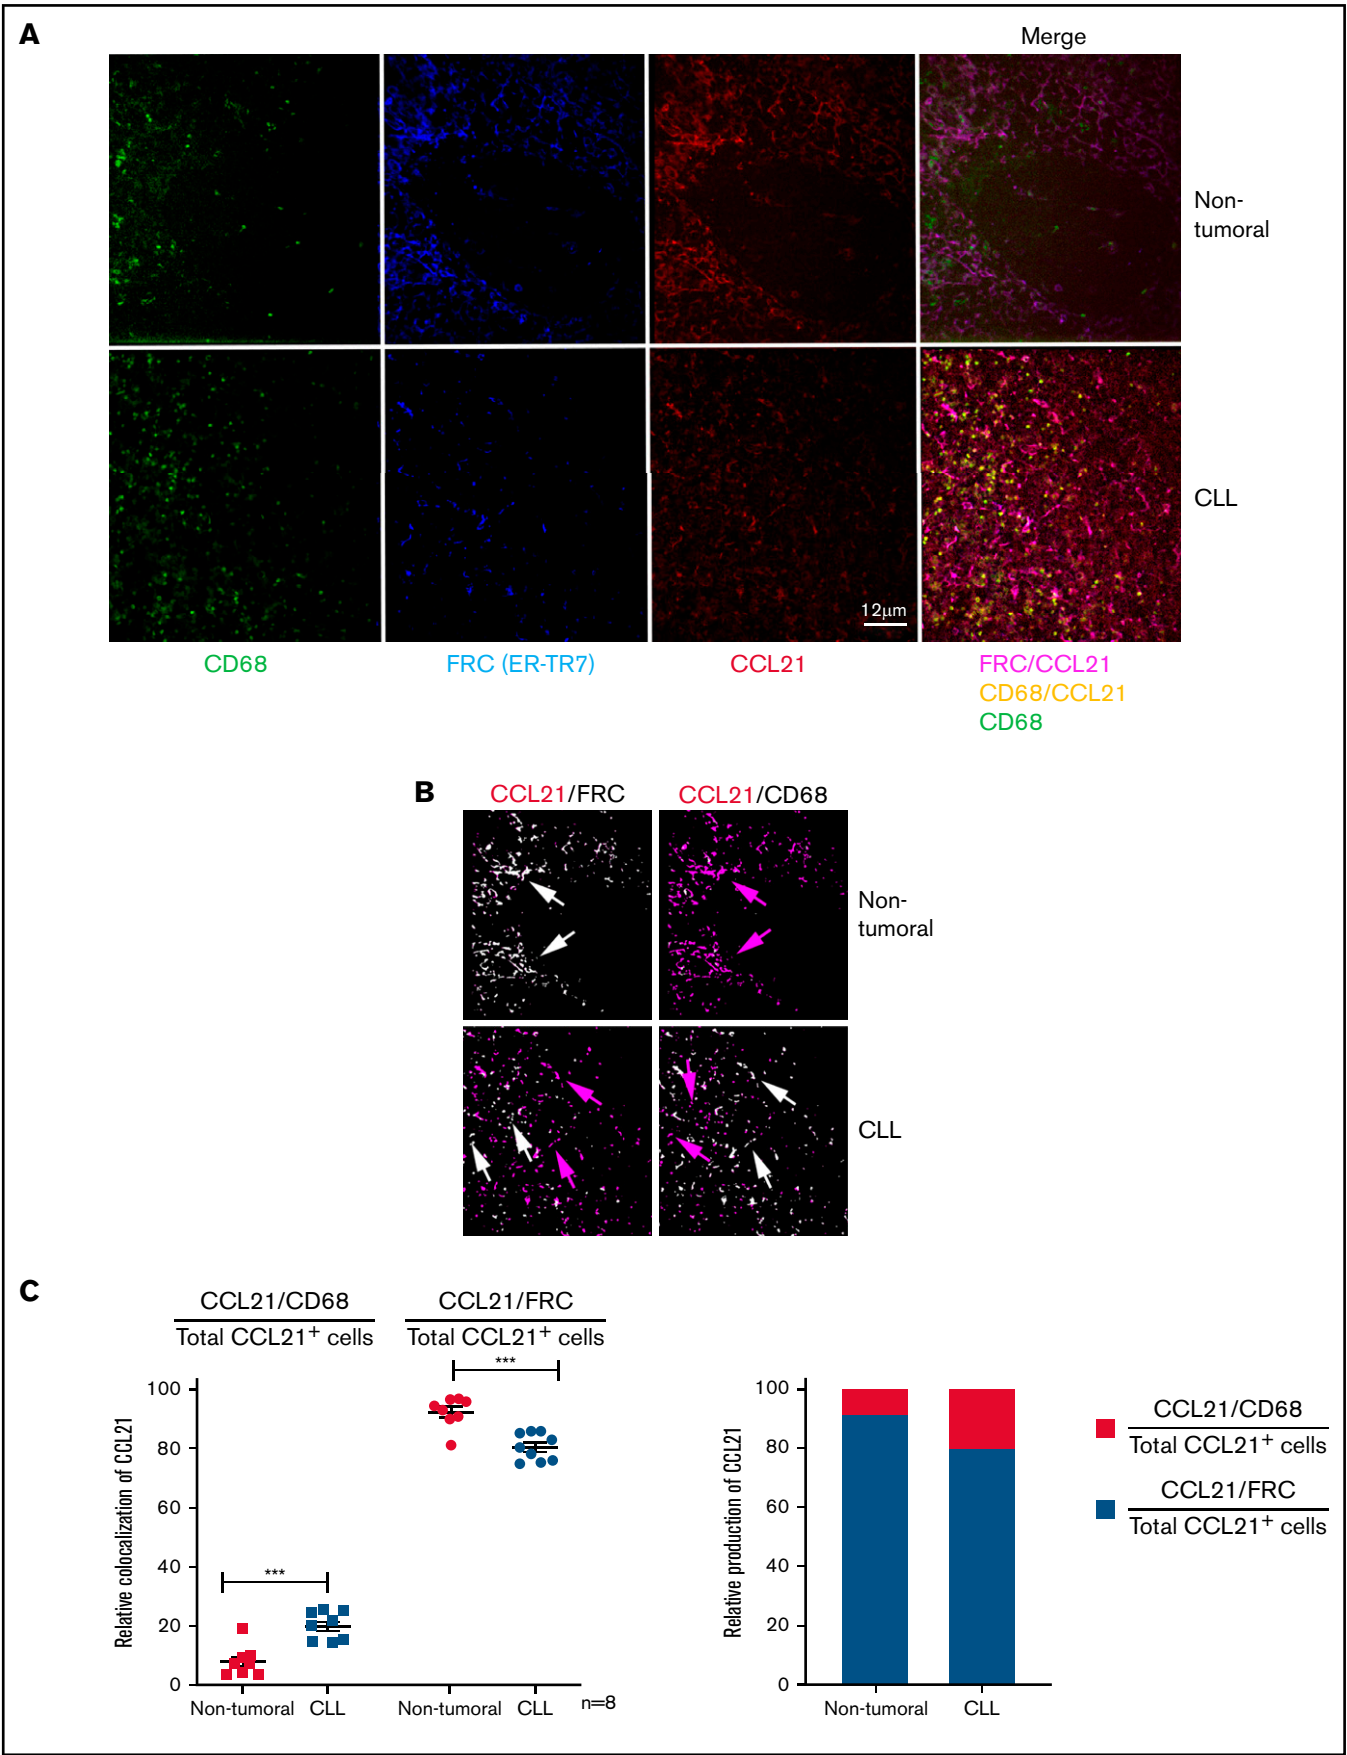 A
Merge
Non-
tumoral
CLL
12μm
CD68
FRC (ER-TR7)
CCL21
FRC/CCL21
CD68/CCL21
CD68
B
CCL21/FRC
CCL21/CD68
Non-
tumoral
CLL
C
CCL21/CD68
Total CCL21+ cells
CCL21/FRC
Total CCL21+ cells
***
***
Relative colocalization of CCL21
100
80
60
40
20
0
Non-tumoral
CLL
Non-tumoral
CLL
n=8
Relative production of CCL21
100
80
60
40
20
0
Non-tumoral
CLL
CCL21/CD68
Total CCL21+ cells
CCL21/FRC
Total CCL21+ cells